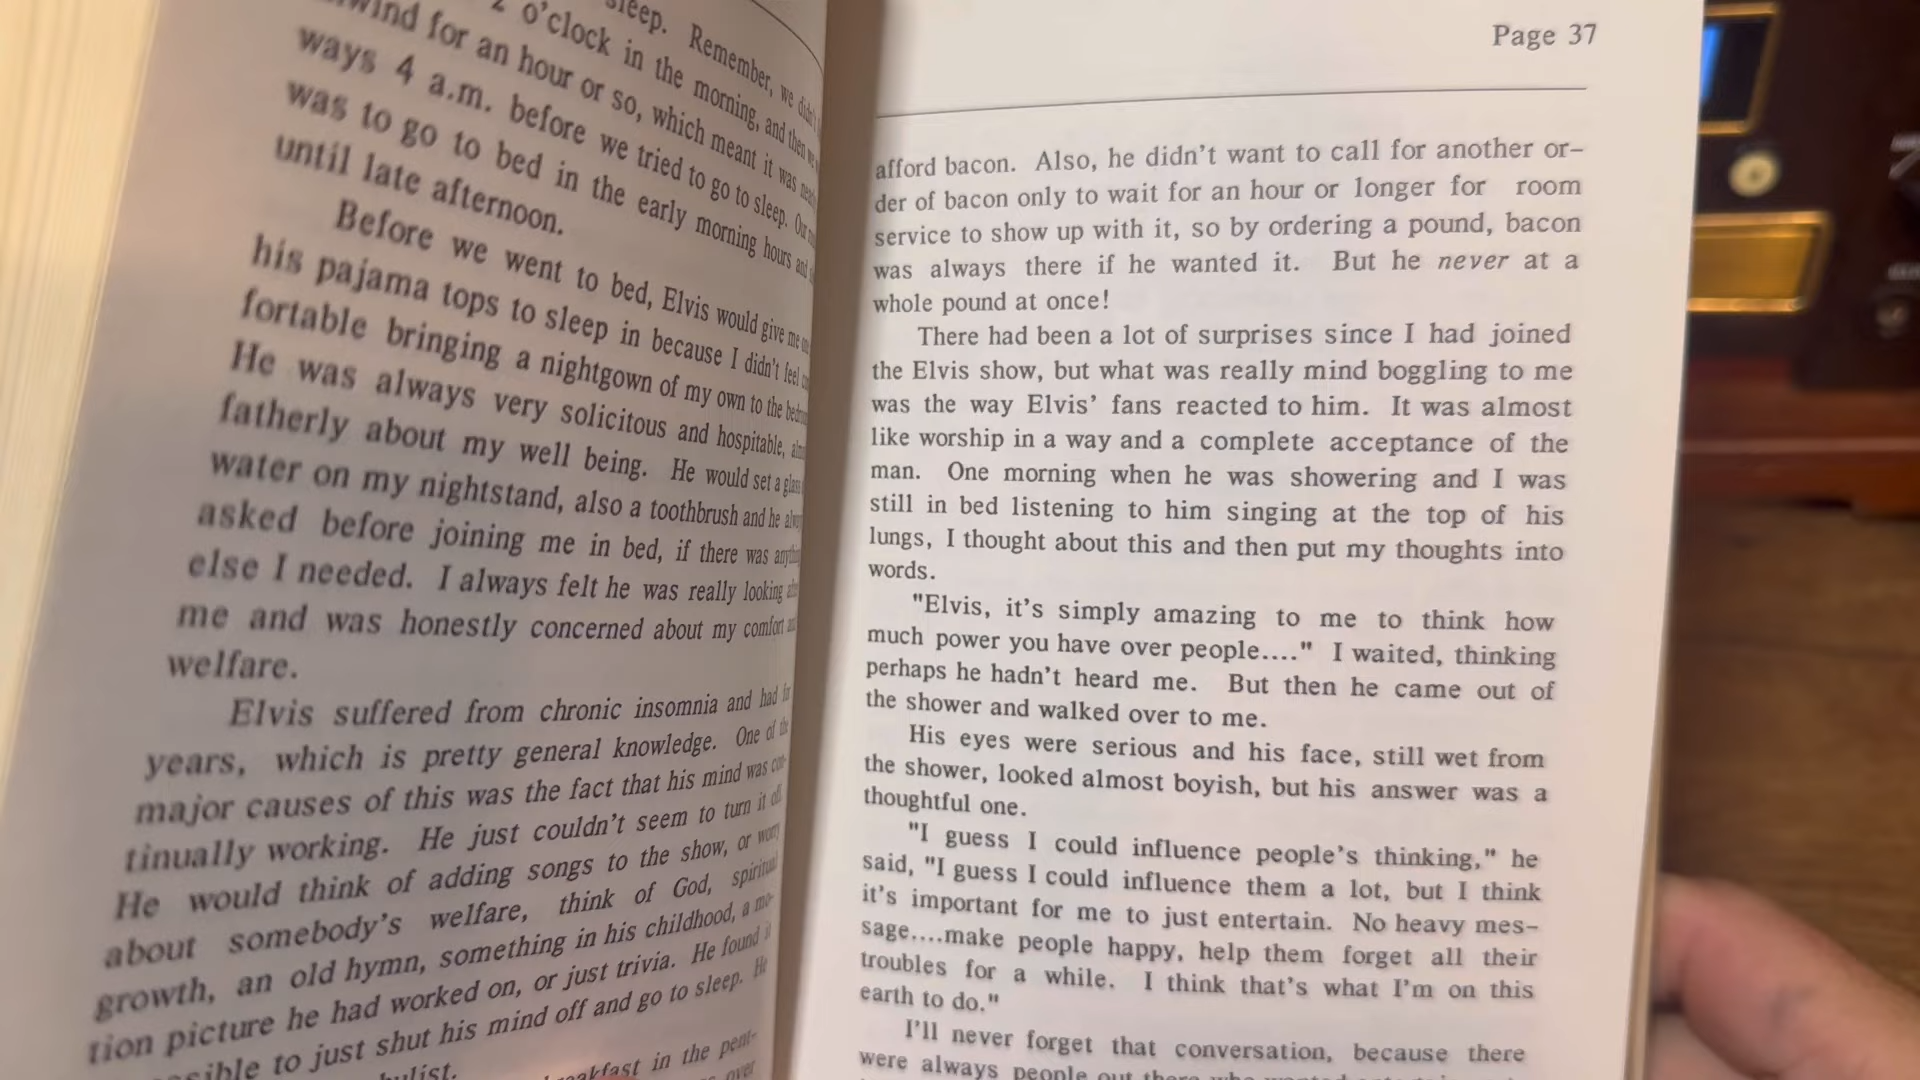 sleep. Remember, we didn't
2 o'clock in the morning, and then we
wind for an hour or so, which meant it was
ways 4 a.m. before we tried to go to sleep. Our
was to go to bed in the early morning hours and
until late afternoon.
Before we went to bed, Elvis would give me
his pajama tops to sleep in because I didn't feel
fortable bringing a nightgown of my own to the
He was always very solicitous and hospitable,
fatherly about my well being. He would set a glass
water on my nightstand, also a toothbrush and he
asked before joining me in bed, if there was
else I needed. I always felt he was really looking
me and was honestly concerned about my comfort
welfare.
Elvis suffered from chronic insomnia and had
years, which is pretty general knowledge. One of the
major causes of this was the fact that his mind was con-
tinually working. He just couldn't seem to turn it off.
He would think of adding songs to the show, or worry
about somebody's welfare, think of God, spiritual
growth, an old hymn, something in his childhood, a mo-
tion picture he had worked on, or just trivia. He found it
to just shut his mind off and go to sleep. He
in the pent-
over
Page 37
afford bacon. Also, he didn't want to call for another or-
der of bacon only to wait for an hour or longer for room
service to show up with it, so by ordering a pound, bacon
was always there if he wanted it. But he never at a
whole pound at once!
There had been a lot of surprises since I had joined
the Elvis show, but what was really mind boggling to me
was the way Elvis' fans reacted to him. It was almost
like worship in a way and a complete acceptance of the
man. One morning when he was showering and I was
still in bed listening to him singing at the top of his
lungs, I thought about this and then put my thoughts into
words.
"Elvis, it's simply amazing to me to think how
much power you have over people...." I waited, thinking
perhaps he hadn't heard me. But then he came out of
the shower and walked over to me.
His eyes were serious and his face, still wet from
the shower, looked almost boyish, but his answer was a
thoughtful one.
"I guess I could influence people's thinking," he
said, "I guess I could influence them a lot, but I think
it's important for me to just entertain. No heavy mes-
sage....make people happy, help them forget all their
troubles for a while. I think that's what I'm on this
earth to do."
I'll never forget that conversation, because there
were always people out there who wanted